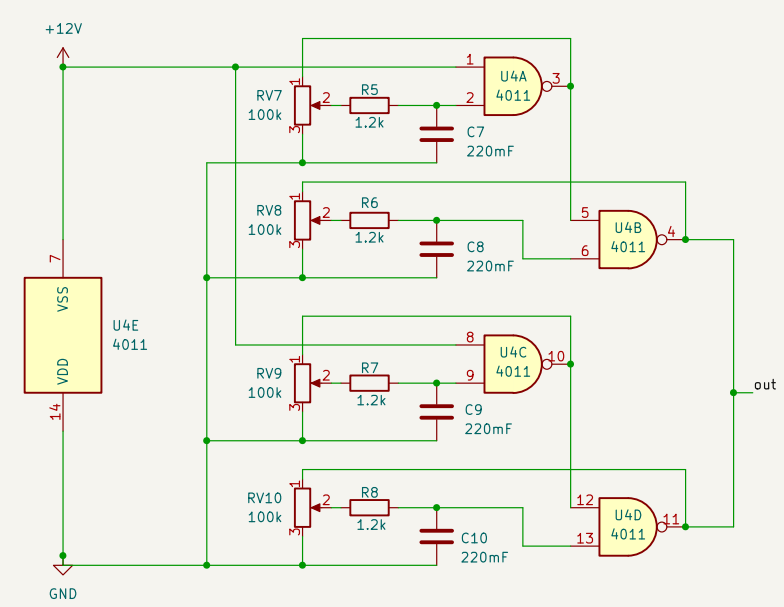 +12V
7
VSS
U4E
4011
VDD
14
GND
RV7
100k
1
2
3
R5
1.2k
C7
220mF
1
2
U4A
4011
3
RV8
100k
1
2
3
R6
1.2k
C8
220mF
5
6
U4B
4011
4
RV9
100k
1
2
3
R7
1.2k
C9
220mF
8
9
U4C
4011
10
out
RV10
100k
1
2
3
R8
1.2k
C10
220mF
12
13
U4D
4011
11